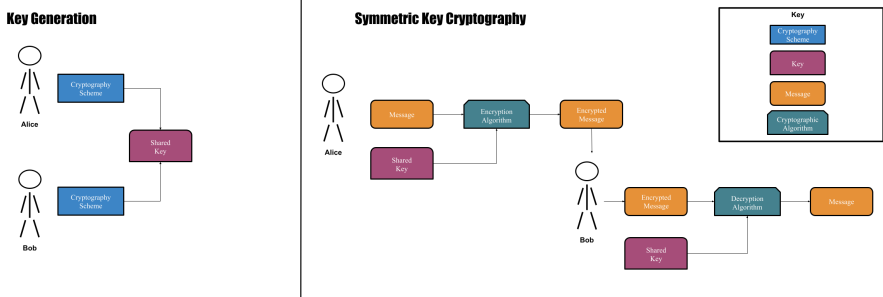 Key Generation
Alice
Cryptography
Scheme
Shared
Key
Cryptography
Scheme
Bob
Symmetric Key Cryptography
Alice
Message
Encryption
Algorithm
Encrypted
Message
Shared
Key
Bob
Encrypted
Message
Decryption
Algorithm
Message
Shared
Key
Key
Cryptography
Scheme
Key
Message
Cryptographic
Algorithm